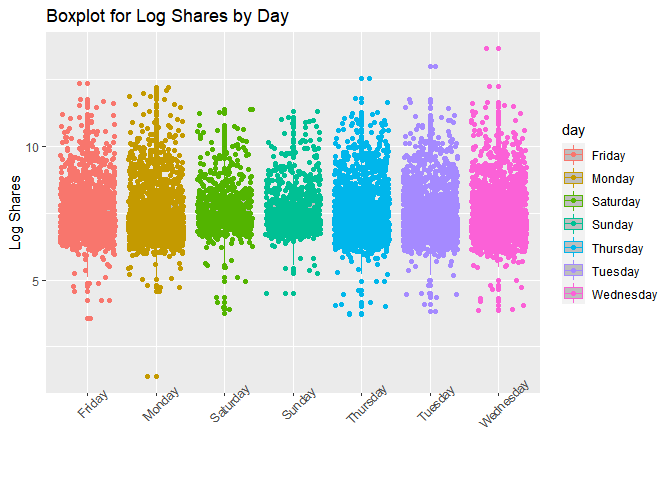 Boxplot for Log Shares by Day
10
5
Log Shares
Friday
Monday
Saturday
Sunday
Thursday
Tuesday
Wednesday
day
Friday
Monday
Saturday
Sunday
Thursday
Tuesday
Wednesday